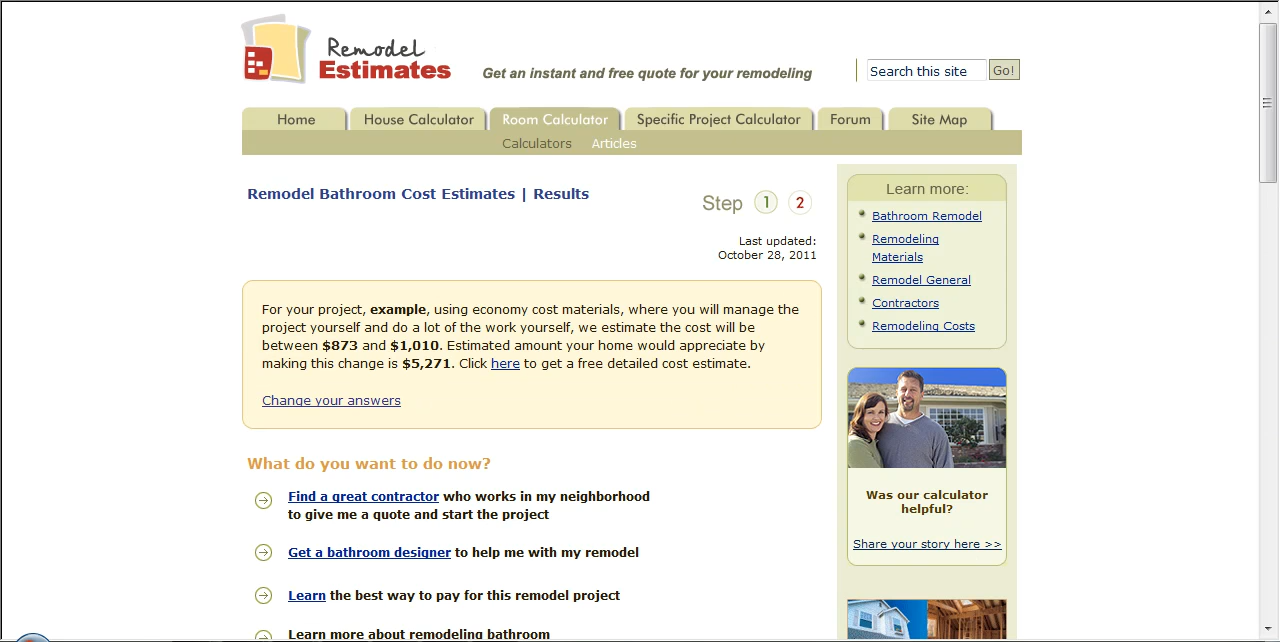 Remodel
Estimates
Get an instant and free quote for your remodeling
Search this site
Go!
Home
House Calculator
Room Calculator
Specific Project Calculator
Forum
Site Map
Calculators
Articles
Remodel Bathroom Cost Estimates | Results
Step 1 2
Last updated:
October 28, 2011
For your project, example, using economy cost materials, where you will manage the
project yourself and do a lot of the work yourself, we estimate the cost will be
between $873 and $1,010. Estimated amount your home would appreciate by
making this change is $5,271. Click here to get a free detailed cost estimate.
Change your answers
What do you want to do now?
Find a great contractor who works in my neighborhood
to give me a quote and start the project
Get a bathroom designer to help me with my remodel
Learn the best way to pay for this remodel project
Learn more about remodeling bathroom
Learn more:
Bathroom Remodel
Remodeling
Materials
Remodel General
Contractors
Remodeling Costs
Was our calculator
helpful?
Share your story here >>